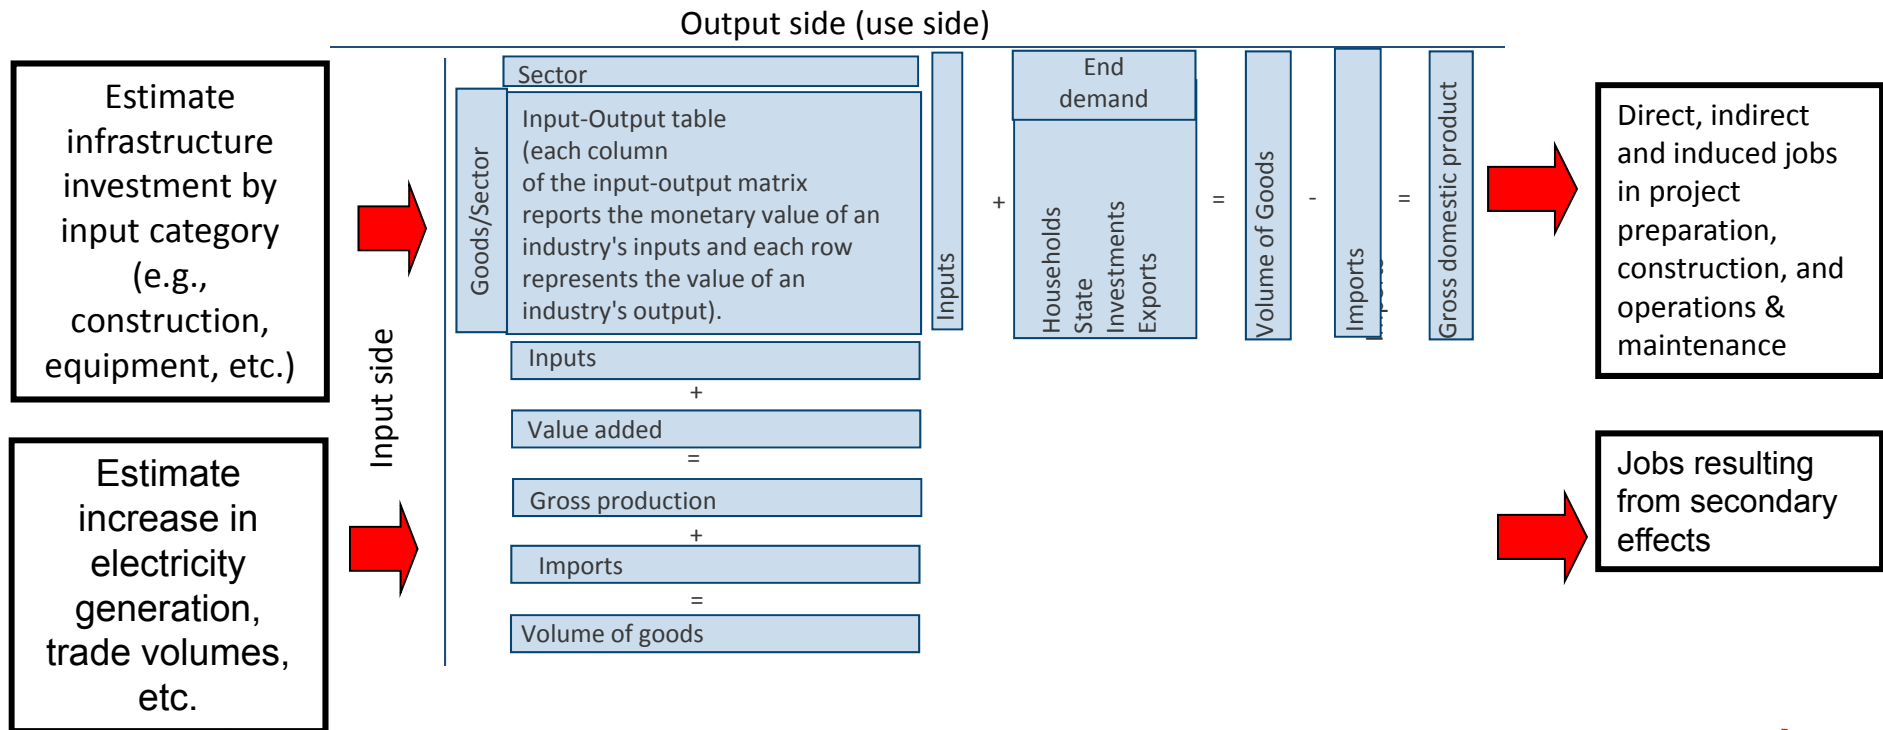 Output side (use side)
Estimate
infrastructure
investment by
input category
(e.g.,
construction,
equipment, etc.)
Estimate
increase in
electricity
generation,
trade volumes,
etc.
Input side
Sector
Goods/Sector
Input-Output table
(each column
of the input-output matrix
reports the monetary value of an
industry's inputs and each row
represents the value of an
industry's output).
Inputs
+
Value added
=
Gross production
+
Imports
=
Volume of goods
Inputs
+
End
demand
Households
State
Investments
Exports
=
Volume of Goods
-
Imports
=
Gross domestic product
Direct, indirect
and induced jobs
in project
preparation,
construction, and
operations &
maintenance
Jobs resulting
from secondary
effects